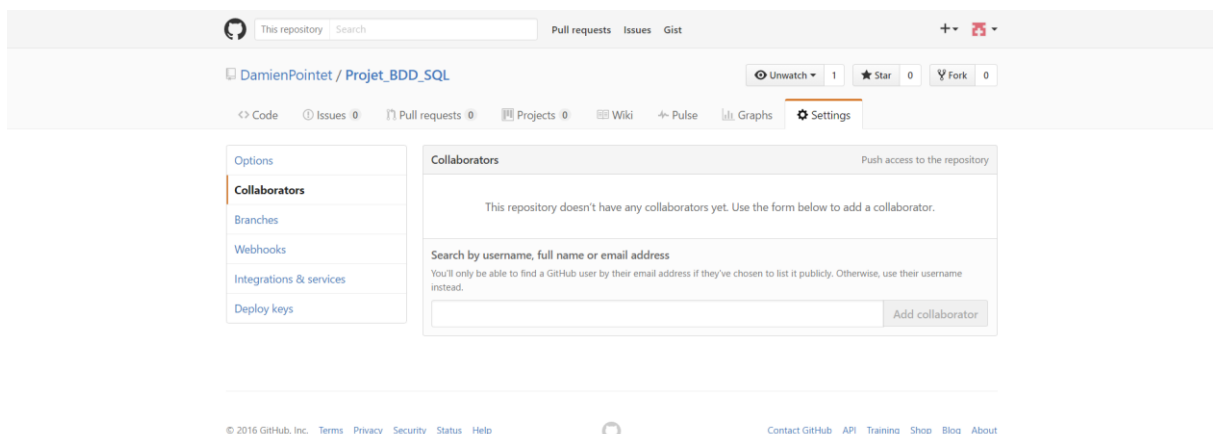 This repository Search Pull requests Issues Gist
DamienPointet / Projet_BDD_SQL Unwatch 1 Star 0 Fork 0
Code Issues 0 Pull requests 0 Projects 0 Wiki Pulse Graphs Settings
Options
Collaborators
Branches
Webhooks
Integrations & services
Deploy keys
Collaborators Push access to the repository
This repository doesn't have any collaborators yet. Use the form below to add a collaborator.
Search by username, full name or email address
You'll only be able to find a GitHub user by their email address if they've chosen to list it publicly. Otherwise, use their username
instead.
Add collaborator
© 2016 GitHub, Inc. Terms Privacy Security Status Help Contact GitHub API Training Shop Blog About